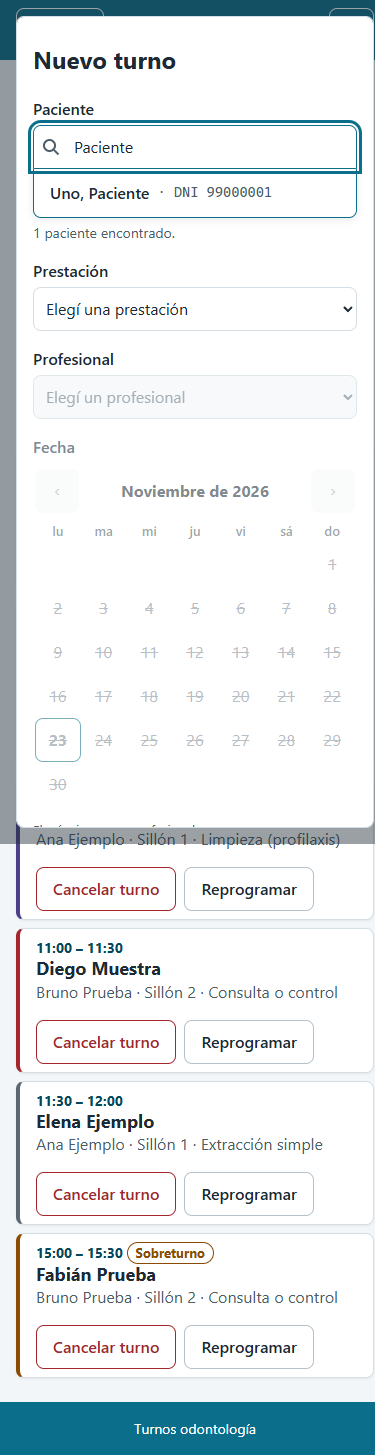 Nuevo turno
Paciente
Paciente
Uno, Paciente · DNI 99000001
1 paciente encontrado.
Prestación
Elegí una prestación
Profesional
Elegí un profesional
Fecha
‹ Noviembre de 2026 ›
lu ma mi ju vi sá do
1
2 3 4 5 6 7 8
9 10 11 12 13 14 15
16 17 18 19 20 21 22
23 24 25 26 27 28 29
30
Ana Ejemplo · Sillón 1 · Limpieza (profilaxis)
Cancelar turno Reprogramar
11:00 – 11:30
Diego Muestra
Bruno Prueba · Sillón 2 · Consulta o control
Cancelar turno Reprogramar
11:30 – 12:00
Elena Ejemplo
Ana Ejemplo · Sillón 1 · Extracción simple
Cancelar turno Reprogramar
15:00 – 15:30 Sobreturno
Fabián Prueba
Bruno Prueba · Sillón 2 · Consulta o control
Cancelar turno Reprogramar
Turnos odontología